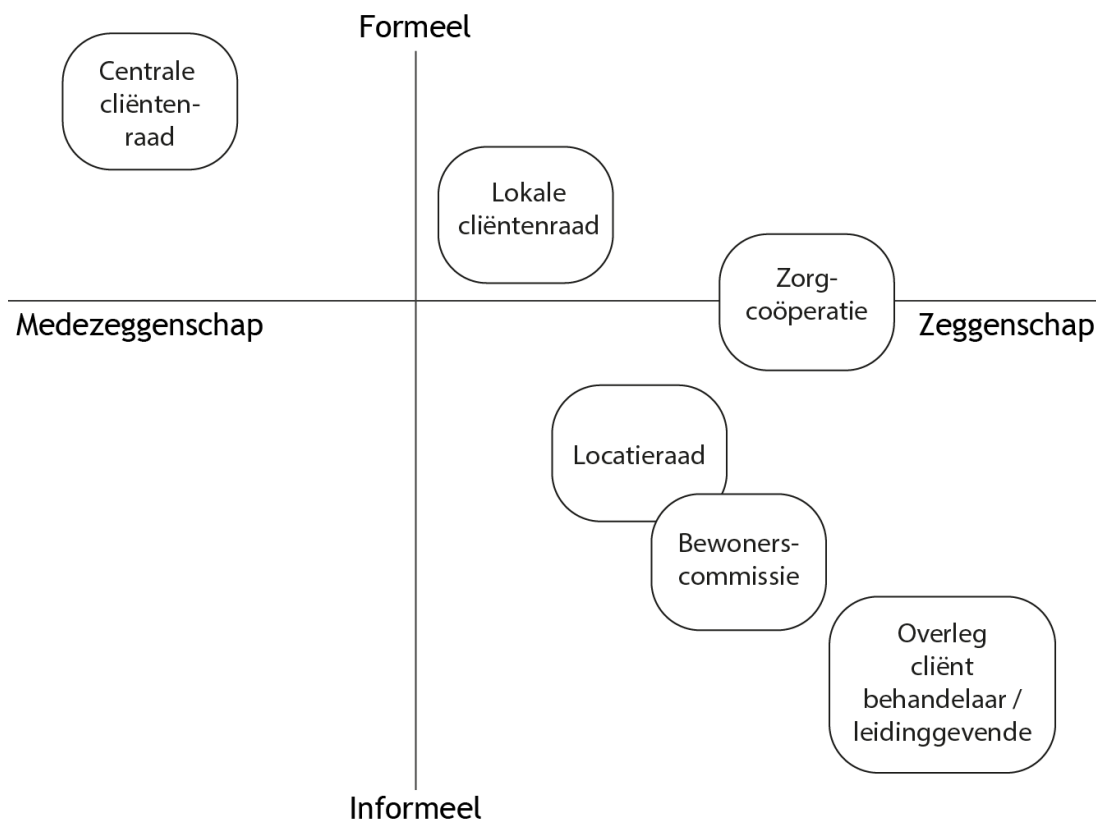 Formeel
Centrale
cliënten-
raad
Lokale
cliëntenraad
Zorg-
coöperatie
Medezeggenschap
Zeggenschap
Locatieraad
Bewoners-
commissie
Overleg
cliënt
behandelaar /
leidinggevende
Informeel